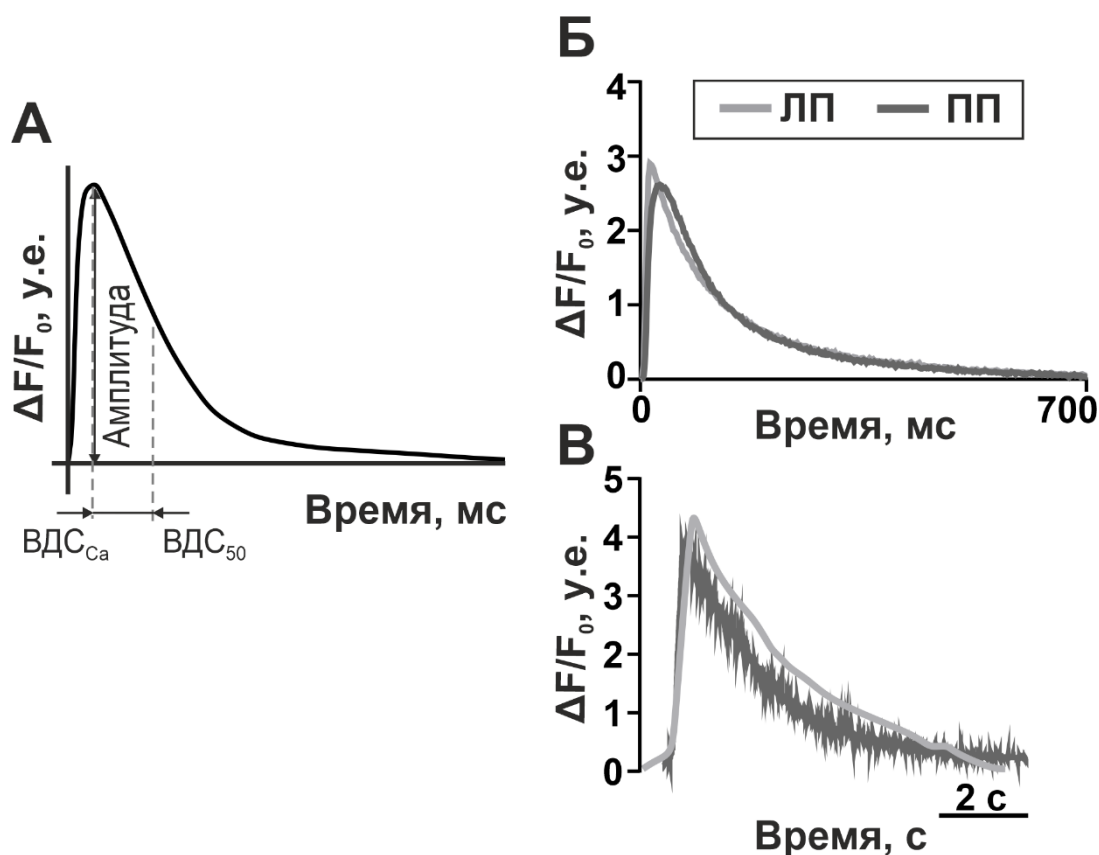 А
ΔF/F₀, у.е.
Амплитуда
Время, мс
ВДС_Ca
ВДС₅₀
Б
ЛП
ПП
ΔF/F₀, у.е.
4
3
2
1
0
0
700
Время, мс
В
ΔF/F₀, у.е.
5
4
3
2
1
0
2 с
Время, с